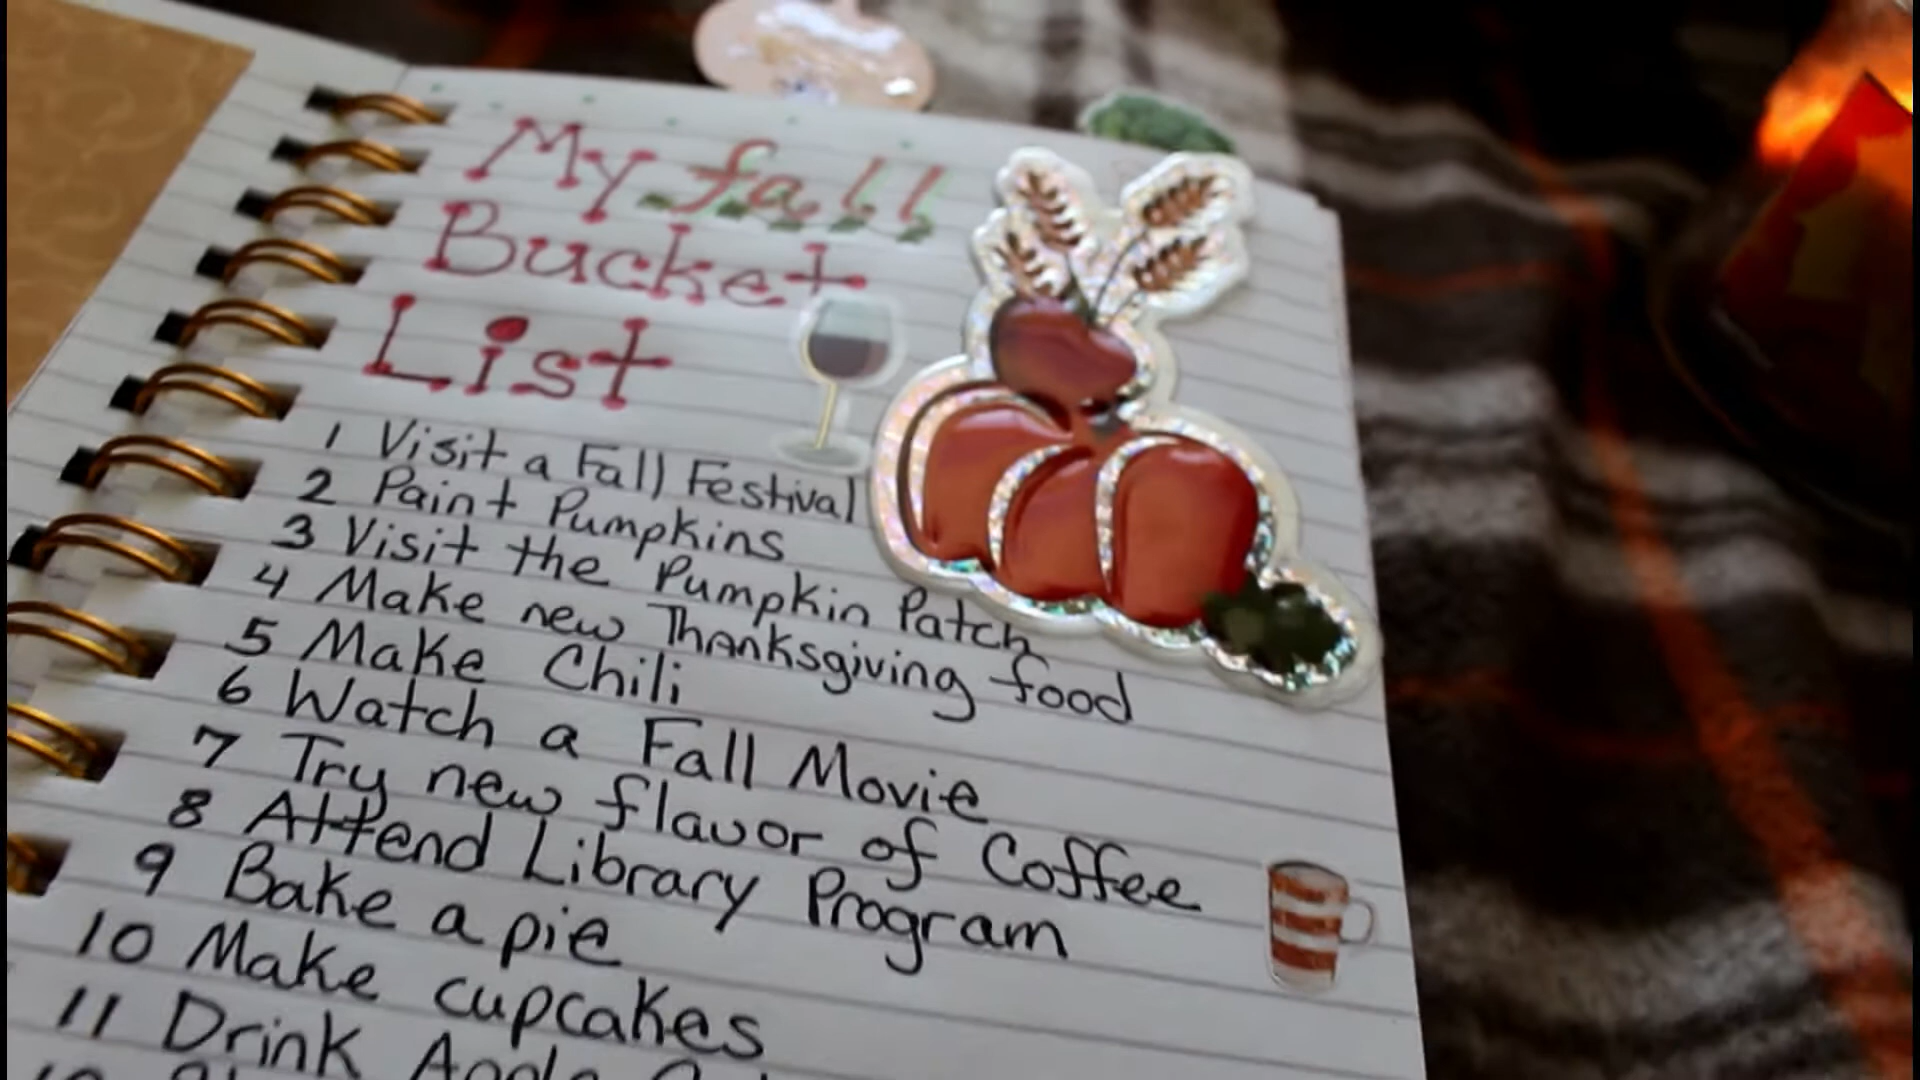 My fall
Bucket
List
1 Visit a Fall Festival
2 Paint Pumpkins
3 Visit the Pumpkin Patch
4 Make new Thanksgiving food
5 Make Chili
6 Watch a Fall Movie
7 Try new flavor of Coffee
8 Attend Library Program
9 Bake a pie
10 Make cupcakes
11 Drink Apple